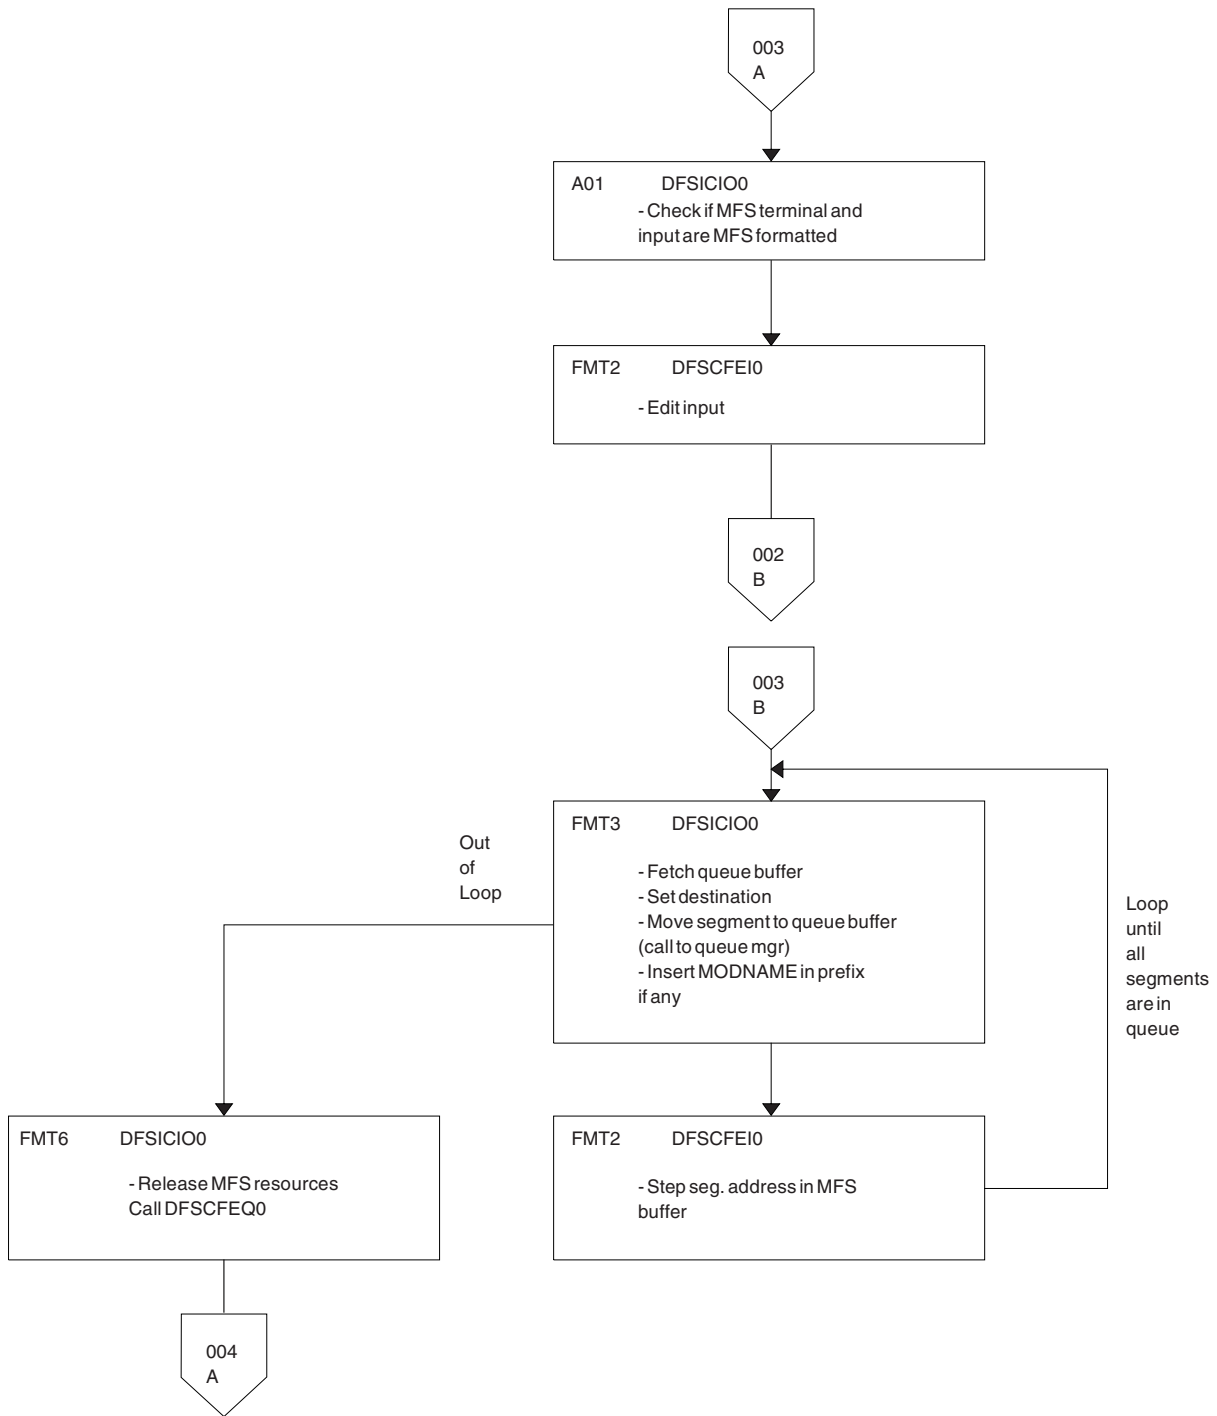 003
A
A01 DFSICIO0
- Check if MFS terminal and
input are MFS formatted
FMT2 DFSCFEI0
- Edit input
002
B
003
B
FMT3 DFSICIO0
- Fetch queue buffer
- Set destination
- Move segment to queue buffer
(call to queue mgr)
- Insert MODNAME in prefix
if any
Out
of
Loop
Loop
until
all
segments
are in
queue
FMT6 DFSICIO0
- Release MFS resources
Call DFSCFEQ0
FMT2 DFSCFEI0
- Step seg. address in MFS
buffer
004
A